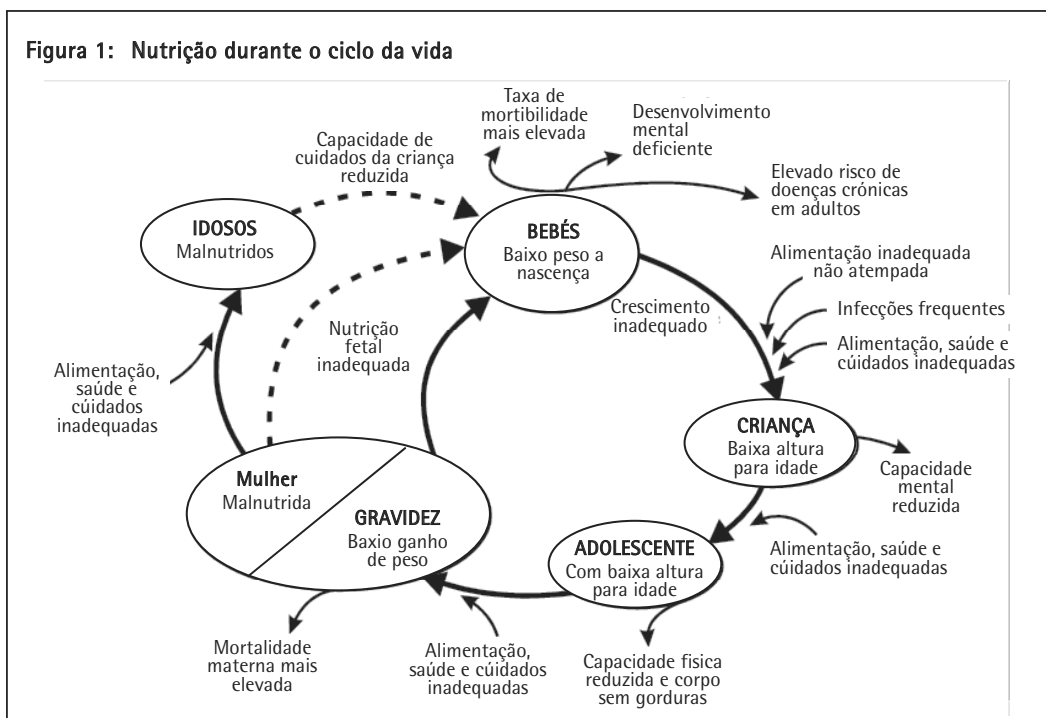 Figura 1: Nutrição durante o ciclo da vida
Taxa de
mortibilidade
mais elevada
Desenvolvimento
mental
deficiente
Capacidade de
cuidados da criança
reduzida
Elevado risco de
doenças crónicas
em adultos
IDOSOS
Malnutridos
BEBÉS
Baixo peso a
nascença
Alimentação inadequada
não atempada
Crescimento
inadequado
Infecções frequentes
Nutrição
fetal
inadequada
Alimentação, saúde e
cúidados inadequadas
Alimentação,
saúde e
cúidados
inadequadas
CRIANÇA
Baixa altura
para idade
Capacidade
mental
reduzida
Mulher
Malnutrida
GRAVIDEZ
Baxio ganho
de peso
ADOLESCENTE
Com baixa altura
para idade
Alimentação, saúde e
cúidados inadequadas
Mortalidade
materna mais
elevada
Alimentação,
saúde e cúidados
inadequadas
Capacidade fisica
reduzida e corpo
sem gorduras